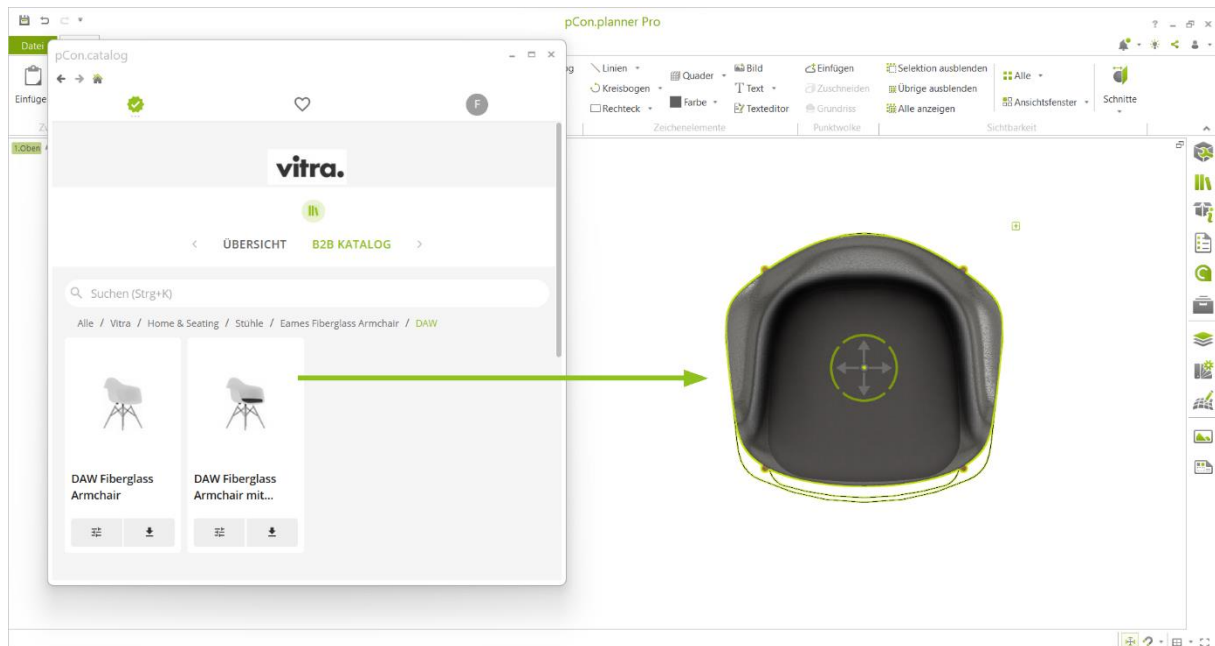 pCon.planner Pro
Datei
pCon.catalog
Einfüge
Linien
Kreisbogen
Rechteck
Quader
Farbe
Bild
Text
Texteditor
Zeichenelemente
Einfügen
Zuschneiden
Grundriss
Punktwolke
Selektion ausblenden
Übrige ausblenden
Alle anzeigen
Alle
Ansichtsfenster
Sichtbarkeit
Schnitte
1.Oben
F
vitra.
ÜBERSICHT B2B KATALOG
Suchen (Strg+K)
Alle / Vitra / Home & Seating / Stühle / Eames Fiberglass Armchair / DAW
DAW Fiberglass
Armchair
DAW Fiberglass
Armchair mit...